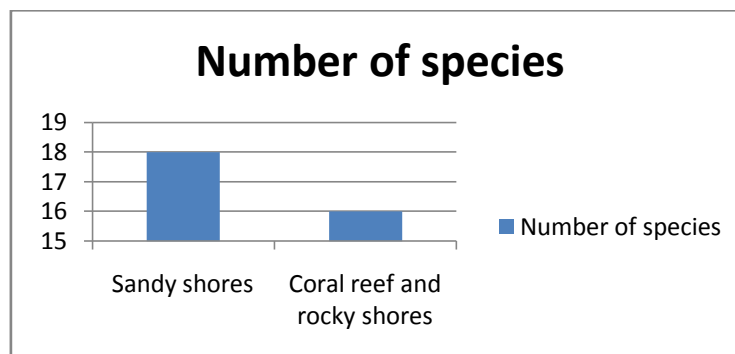 Number of species
19
18
17
16
15
Sandy shores
Coral reef and
rocky shores
Number of species